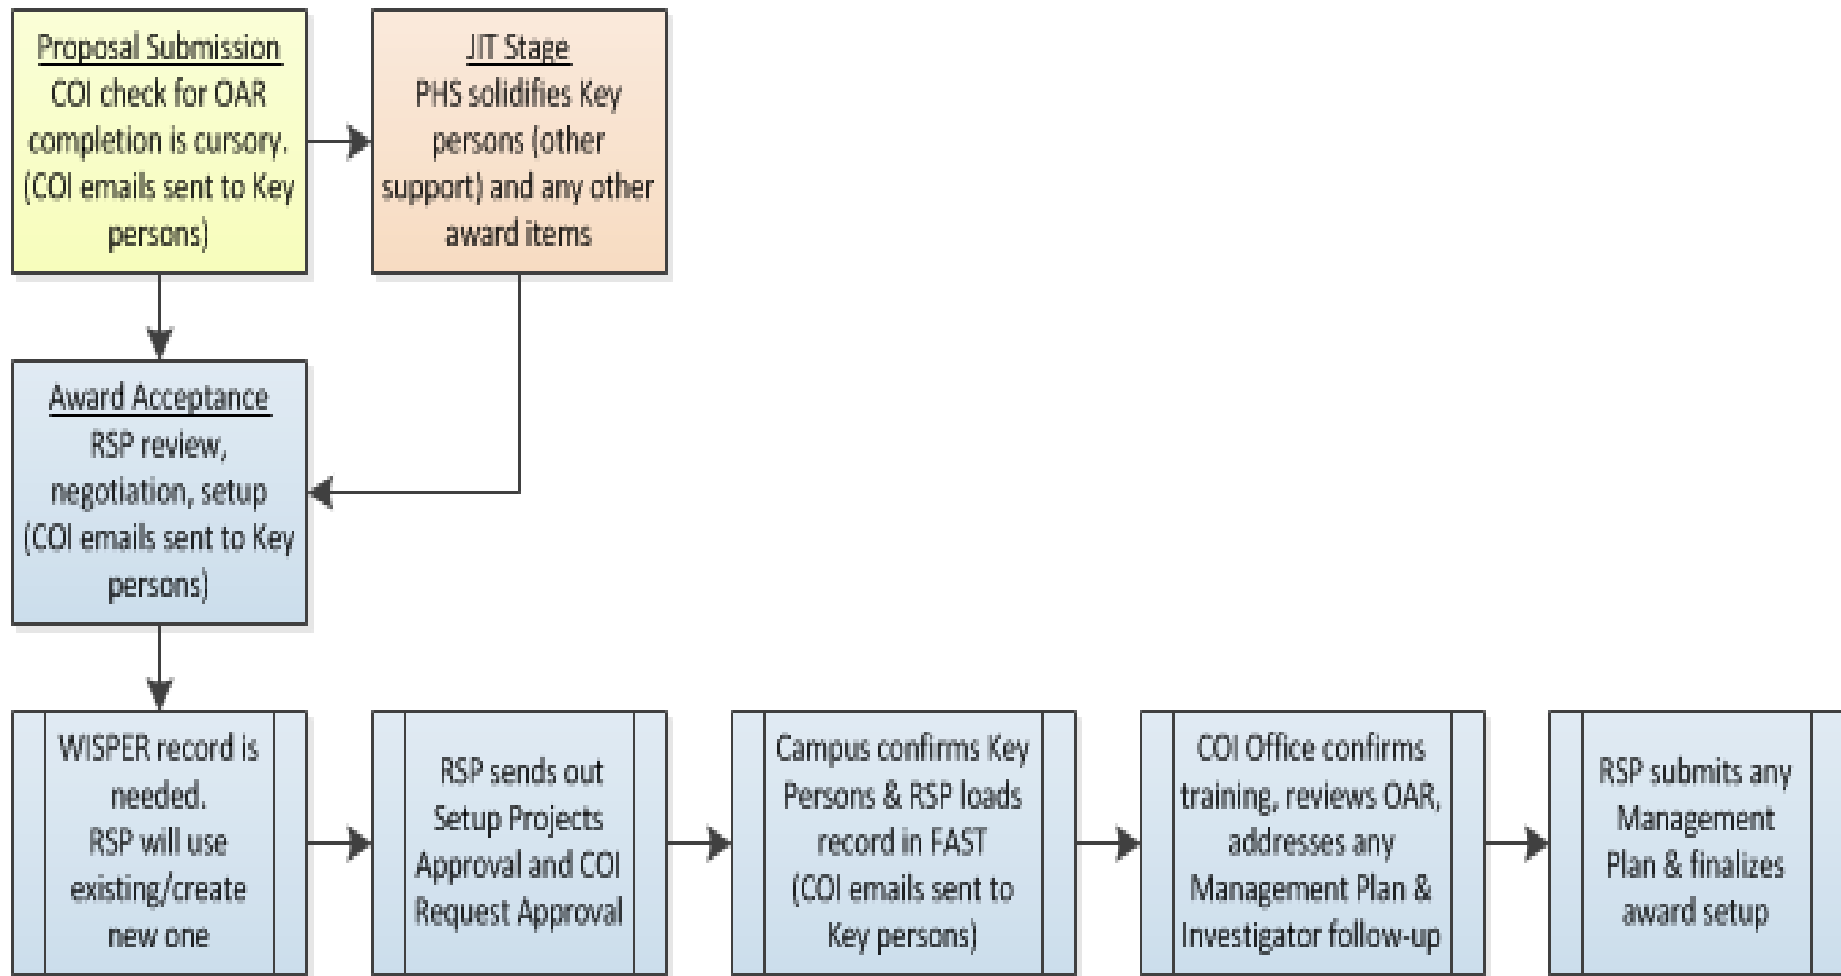 Proposal Submission
COI check for OAR
completion is cursory.
(COI emails sent to Key
persons)
JIT Stage
PHS solidifies Key
persons (other
support) and any other
award items
Award Acceptance
RSP review,
negotiation, setup
(COI emails sent to Key
persons)
WISPER record is
needed.
RSP will use
existing/create
new one
RSP sends out
Setup Projects
Approval and COI
Request Approval
Campus confirms Key
Persons & RSP loads
record in FAST
(COI emails sent to
Key persons)
COI Office confirms
training, reviews OAR,
addresses any
Management Plan &
Investigator follow-up
RSP submits any
Management
Plan & finalizes
award setup